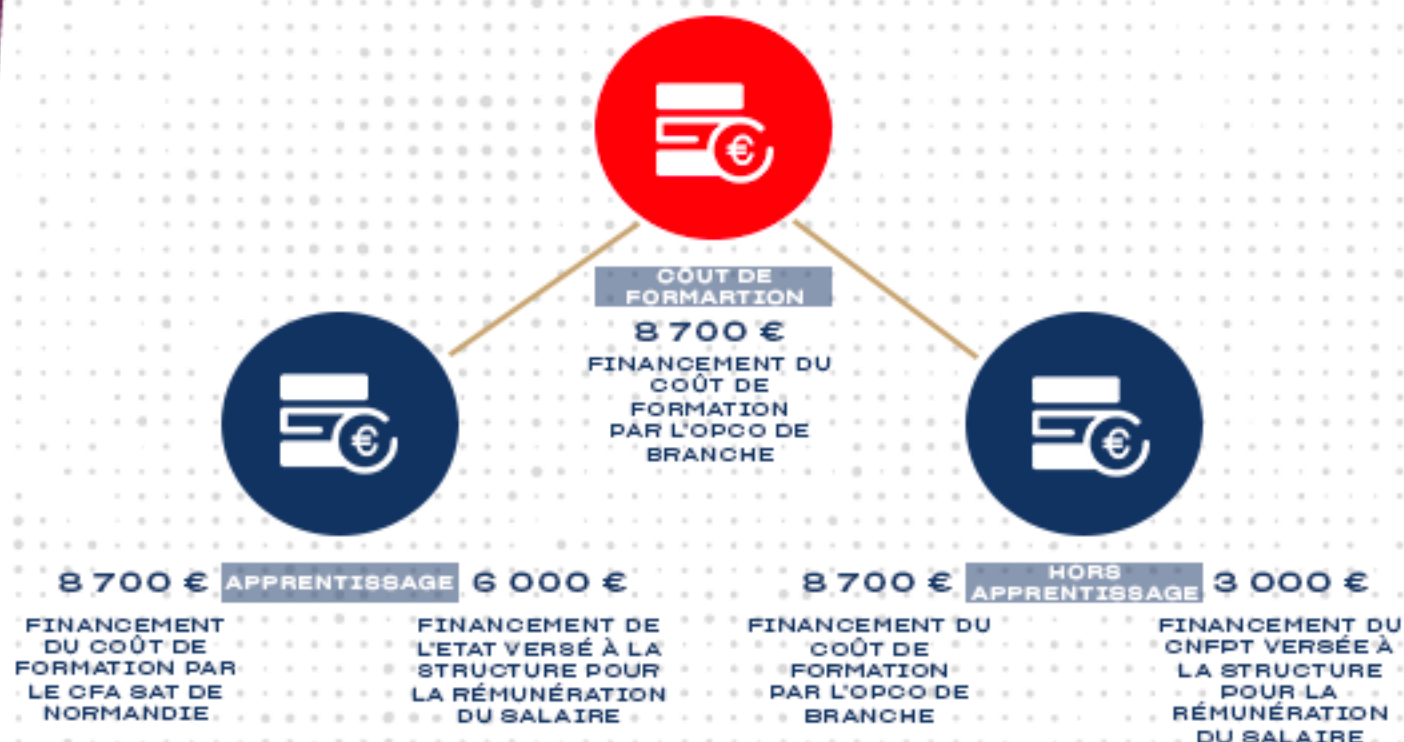 CÔUT DE
FORMARTION
8 700 €
FINANCEMENT DU
COÛT DE
FORMATION
PAR L'OPCO DE
BRANCHE
8 700 €
APPRENTISSAGE
6 000 €
FINANCEMENT
DU COÛT DE
FORMATION PAR
LE CFA SAT DE
NORMANDIE
FINANCEMENT DE
L'ETAT VERSÉ À LA
STRUCTURE POUR
LA RÉMUNÉRATION
DU SALAIRE
8 700 €
HORS
APPRENTISSAGE
3 000 €
FINANCEMENT DU
COÛT DE
FORMATION
PAR L'OPCO DE
BRANCHE
FINANCEMENT DU
CNFPT VERSÉE À
LA STRUCTURE
POUR LA
RÉMUNÉRATION
DU SALAIRE